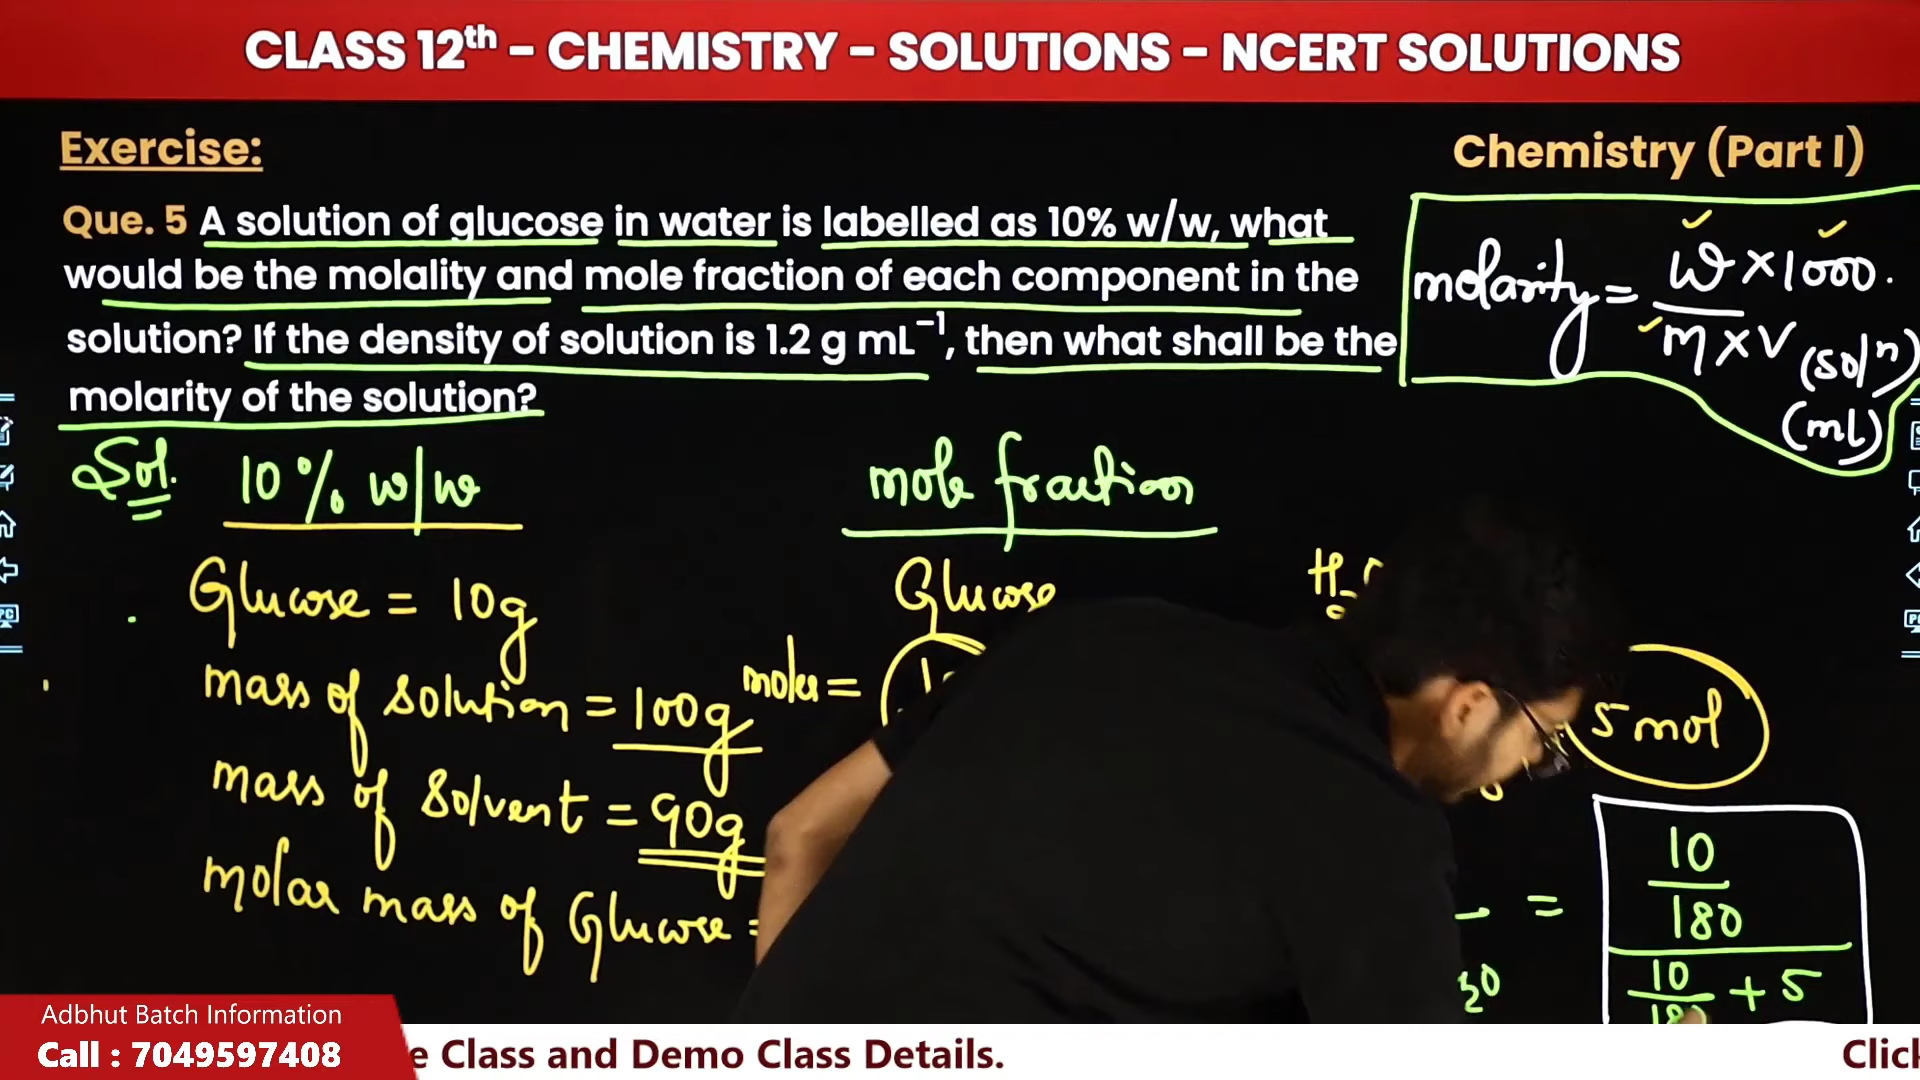 CLASS 12th – CHEMISTRY – SOLUTIONS – NCERT SOLUTIONS
Exercise:
Chemistry (Part I)
Que. 5 A solution of glucose in water is labelled as 10% w/w, what
would be the molality and mole fraction of each component in the
solution? If the density of solution is 1.2 g mL⁻¹, then what shall be the
molarity of the solution?
molarity = w × 1000.
M × V (solⁿ)
(ml)
Sol. 10% w/w
mole fraction
Glucose = 10g
Glucose
mass of solution = 100g
moles =
5 mol
mass of solvent = 90g
molar mass of Glucose =
= 10
180
10 + 5
180
Adbhut Batch Information
Call : 7049597408
e Class and Demo Class Details.
Click